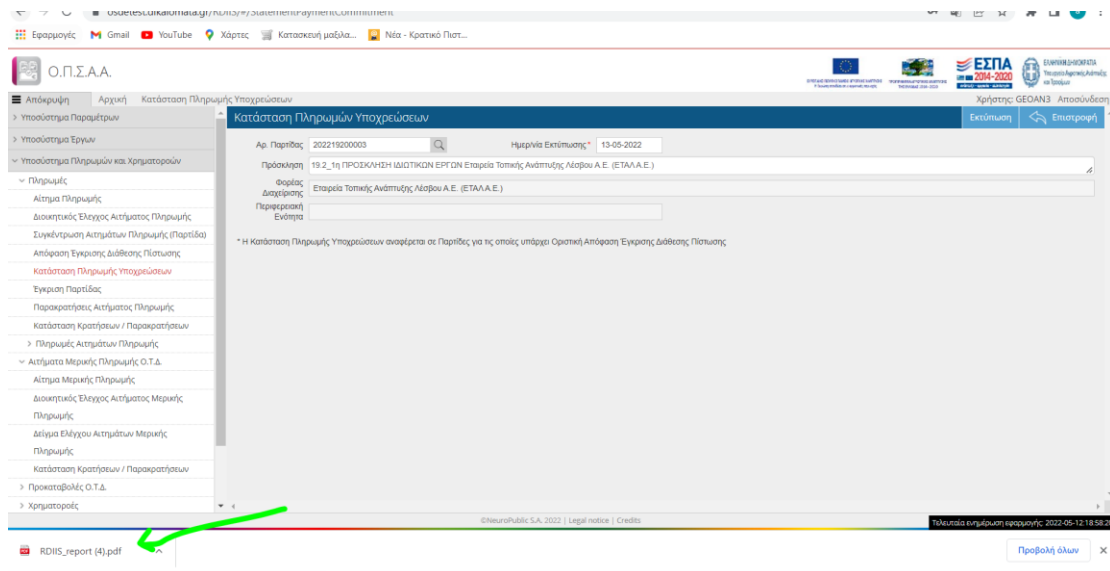 osdetest.dikaiomata.gr/RDIIS/#/StatementPaymentCommitment
Εφαρμογές Gmail YouTube Χάρτες Κατασκευή μαξιλα... Νέα - Κρατικό Πιστ...
Ο.Π.Σ.Α.Α.
ΕΣΠΑ
2014-2020
ΕΛΛΗΝΙΚΗ ΔΗΜΟΚΡΑΤΙΑ
Απόκρυψη Αρχική Κατάσταση Πληρωμής Υποχρεώσεων Χρήστης: GEOAN3 Αποσύνδεση
Υποσύστημα Παραμέτρων
Υποσύστημα Έργων
Υποσύστημα Πληρωμών και Χρηματοροών
Πληρωμές
Αίτημα Πληρωμής
Διοικητικός Έλεγχος Αιτήματος Πληρωμής
Συγκέντρωση Αιτημάτων Πληρωμής (Παρτίδα)
Απόφαση Έγκρισης Διάθεσης Πίστωσης
Κατάσταση Πληρωμής Υποχρεώσεων
Έγκριση Παρτίδας
Παρακρατήσεις Αιτήματος Πληρωμής
Κατάσταση Κρατήσεων / Παρακρατήσεων
Πληρωμές Αιτημάτων Πληρωμής
Αιτήματα Μερικής Πληρωμής Ο.Τ.Δ.
Αίτημα Μερικής Πληρωμής
Διοικητικός Έλεγχος Αιτήματος Μερικής
Πληρωμής
Δείγμα Ελέγχου Αιτημάτων Μερικής
Πληρωμής
Κατάσταση Κρατήσεων / Παρακρατήσεων
Προκαταβολές Ο.Τ.Δ.
Χρηματοροές
Κατάσταση Πληρωμών Υποχρεώσεων Εκτύπωση Επιστροφή
Αρ. Παρτίδας 202219200003 Ημερ/νία Εκτύπωσης * 13-05-2022
Πρόσκληση 19.2_1η ΠΡΟΣΚΛΗΣΗ ΙΔΙΩΤΙΚΩΝ ΕΡΓΩΝ Εταιρεία Τοπικής Ανάπτυξης Λέσβου Α.Ε. (ΕΤΑΛ Α.Ε.)
Φορέας
Διαχείρισης Εταιρεία Τοπικής Ανάπτυξης Λέσβου Α.Ε. (ΕΤΑΛ Α.Ε.)
Περιφερειακή
Ενότητα
* Η Κατάσταση Πληρωμής Υποχρεώσεων αναφέρεται σε Παρτίδες για τις οποίες υπάρχει Οριστική Απόφαση Έγκρισης Διάθεσης Πίστωσης
©NeuroPublic S.A. 2022 | Legal notice | Credits
Τελευταία ενημέρωση εφαρμογής: 2022-05-12:18:58:2
RDIIS_report (4).pdf Προβολή όλων